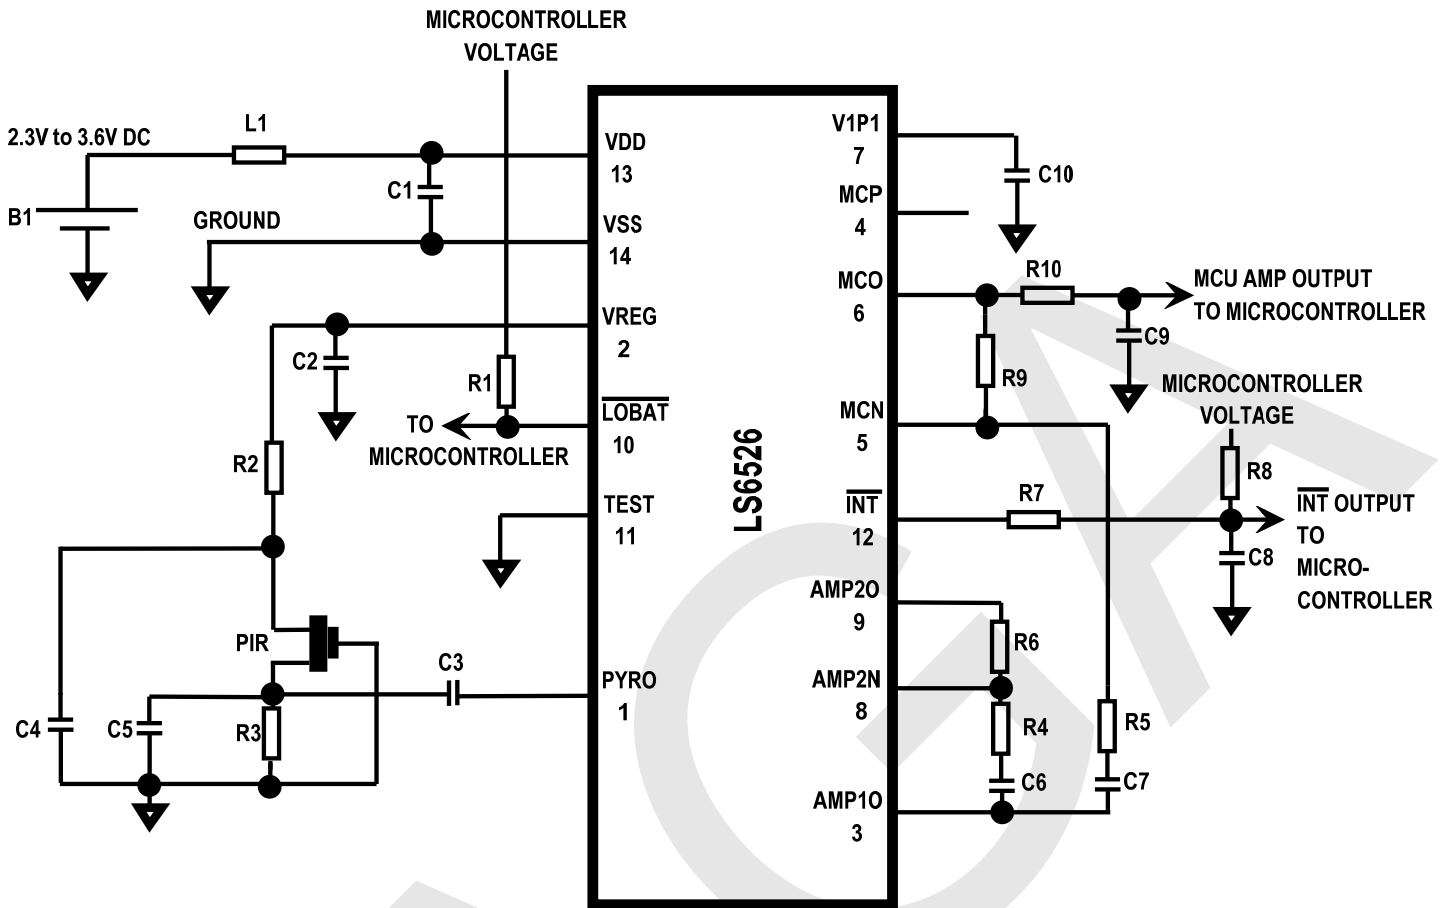 MICROCONTROLLER
VOLTAGE
2.3V to 3.6V DC
L1
VDD
13
C1
B1
GROUND
VSS
14
VREG
2
C2
R1
LOBAT
10
TO
MICROCONTROLLER
R2
TEST
11
PIR
C3
PYRO
1
C4
C5
R3
LS6526
V1P1
7
C10
MCP
4
MCO
6
R10
MCU AMP OUTPUT
TO MICROCONTROLLER
C9
R9
MICROCONTROLLER
VOLTAGE
MCN
5
R8
INT
12
R7
INT OUTPUT
TO
MICRO-
CONTROLLER
C8
AMP2O
9
R6
AMP2N
8
R4
R5
C6
C7
AMP1O
3